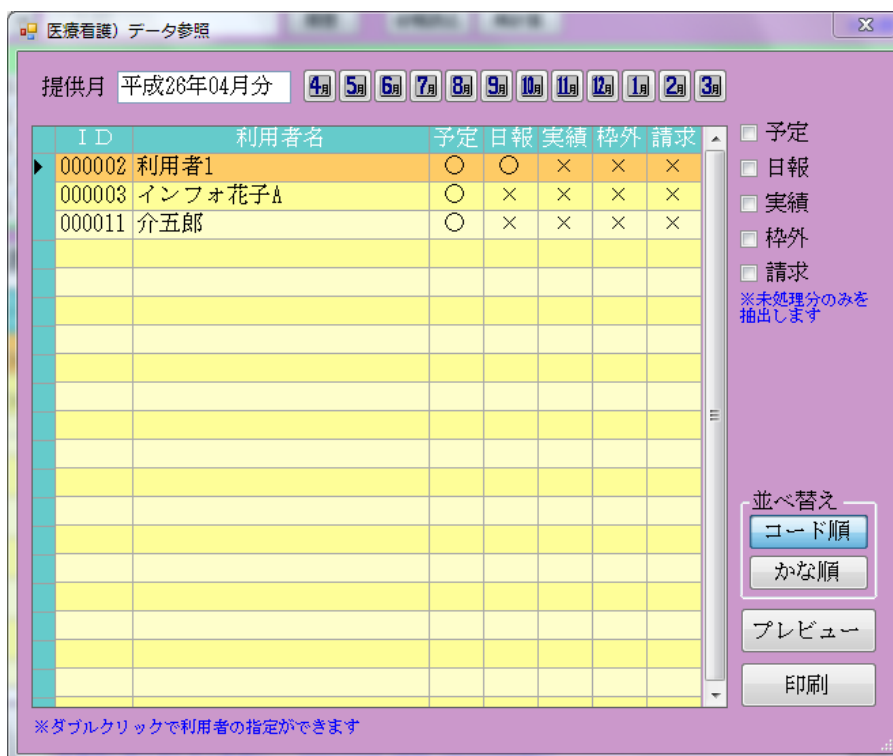 医療看護）データ参照
提供月 平成26年04月分 4月 5月 6月 7月 8月 9月 10月 11月 12月 1月 2月 3月
ＩＤ 利用者名 予定 日報 実績 枠外 請求
000002 利用者1 ○ ○ × × ×
000003 インフォ花子A ○ × × × ×
000011 介五郎 ○ × × × ×
予定
日報
実績
枠外
請求
※未処理分のみを
抽出します
並べ替え
コード順
かな順
プレビュー
印刷
※ダブルクリックで利用者の指定ができます